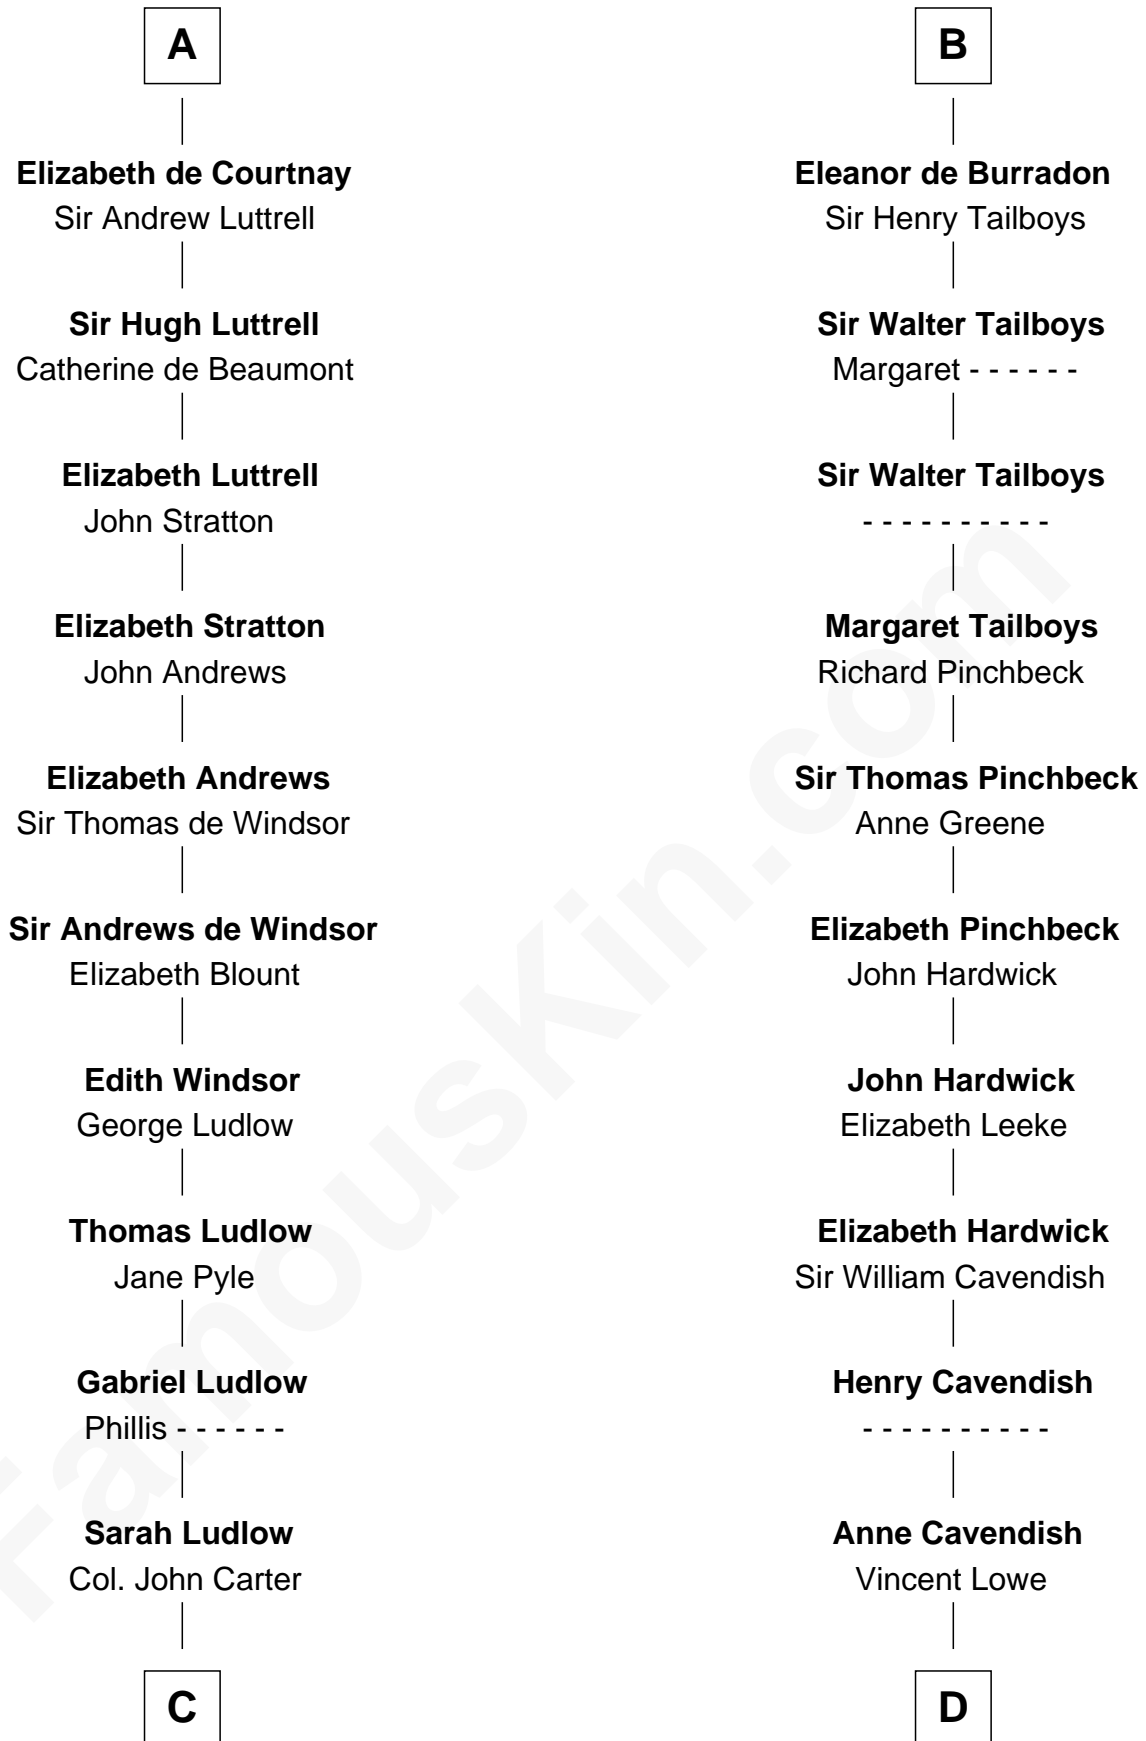 A
Elizabeth de Courtnay
Sir Andrew Luttrell
Sir Hugh Luttrell
Catherine de Beaumont
Elizabeth Luttrell
John Stratton
Elizabeth Stratton
John Andrews
Elizabeth Andrews
Sir Thomas de Windsor
Sir Andrews de Windsor
Elizabeth Blount
Edith Windsor
George Ludlow
Thomas Ludlow
Jane Pyle
Gabriel Ludlow
Phillis - - - - - -
Sarah Ludlow
Col. John Carter
C
B
Eleanor de Burradon
Sir Henry Tailboys
Sir Walter Tailboys
Margaret - - - - - -
Sir Walter Tailboys
- - - - - - - - - -
Margaret Tailboys
Richard Pinchbeck
Sir Thomas Pinchbeck
Anne Greene
Elizabeth Pinchbeck
John Hardwick
John Hardwick
Elizabeth Leeke
Elizabeth Hardwick
Sir William Cavendish
Henry Cavendish
- - - - - - - - - -
Anne Cavendish
Vincent Lowe
D
FamousKin.com